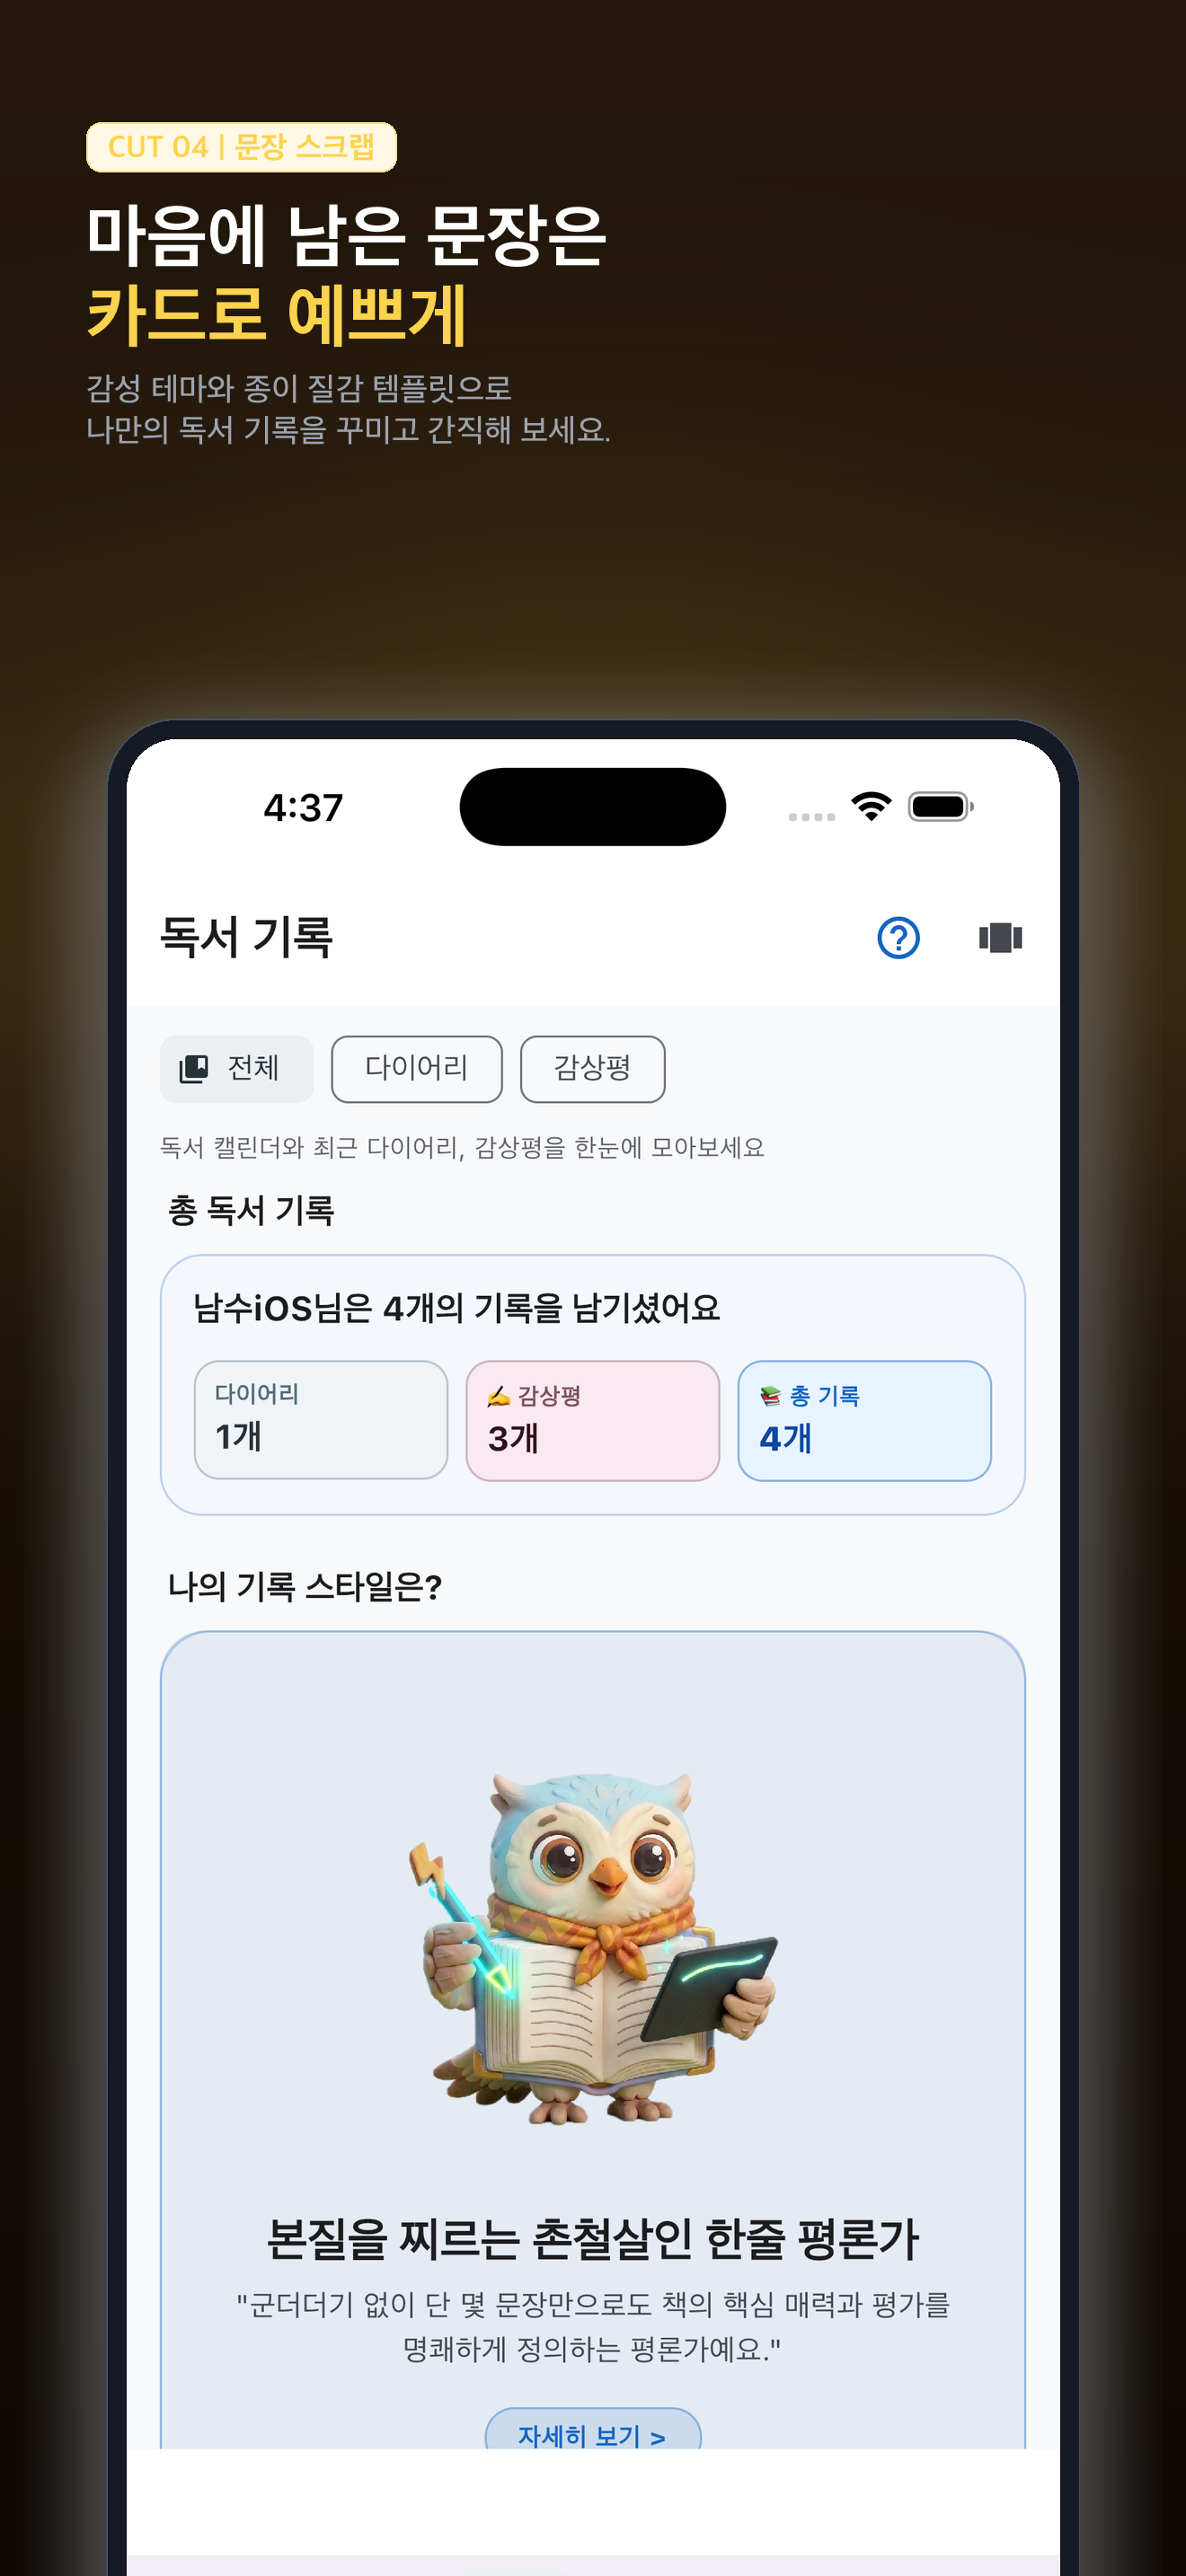 CUT 04 | 문장 스크랩
마음에 남은 문장은
카드로 예쁘게
감성 테마와 종이 질감 템플릿으로
나만의 독서 기록을 꾸미고 간직해 보세요.
4:37
독서 기록
전체
다이어리
감상평
독서 캘린더와 최근 다이어리, 감상평을 한눈에 모아보세요
총 독서 기록
남수iOS님은 4개의 기록을 남기셨어요
다이어리
1개
✍️ 감상평
3개
📚 총 기록
4개
나의 기록 스타일은?
본질을 찌르는 촌철살인 한줄 평론가
"군더더기 없이 단 몇 문장만으로도 책의 핵심 매력과 평가를
명쾌하게 정의하는 평론가예요."
자세히 보기 >